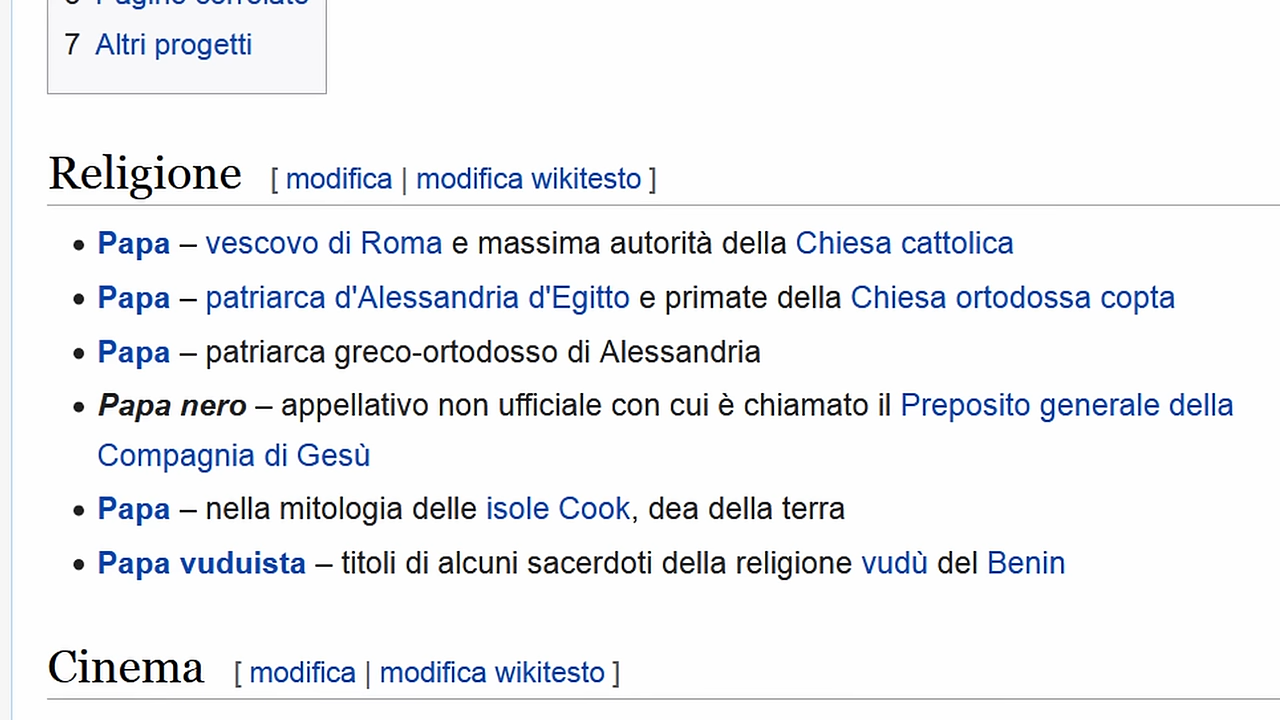 7 Altri progetti
Religione [ modifica | modifica wikitesto ]
• Papa – vescovo di Roma e massima autorità della Chiesa cattolica
• Papa – patriarca d'Alessandria d'Egitto e primate della Chiesa ortodossa copta
• Papa – patriarca greco-ortodosso di Alessandria
• Papa nero – appellativo non ufficiale con cui è chiamato il Preposito generale della
Compagnia di Gesù
• Papa – nella mitologia delle isole Cook, dea della terra
• Papa vuduista – titoli di alcuni sacerdoti della religione vudù del Benin
Cinema [ modifica | modifica wikitesto ]